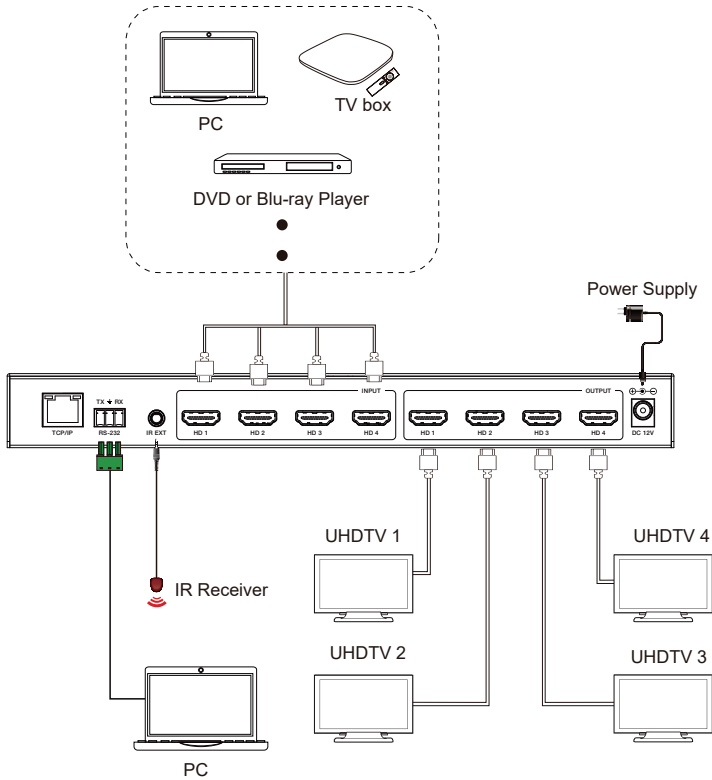 PC
TV box
DVD or Blu-ray Player
Power Supply
INPUT
OUTPUT
TX RX
TCP/IP
RS-232
IR EXT
HD 1
HD 2
HD 3
HD 4
HD 1
HD 2
HD 3
HD 4
DC 12V
UHDTV 1
UHDTV 4
IR Receiver
UHDTV 2
UHDTV 3
PC